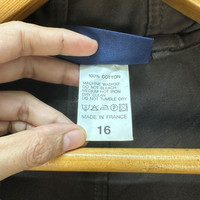 100% COTTON
MACHINE WASH 40°
DO NOT BLEACH
MEDIUM HOT IRON
DRY CLEAN
DO NOT TUMBLE DRY
MADE IN FRANCE
16